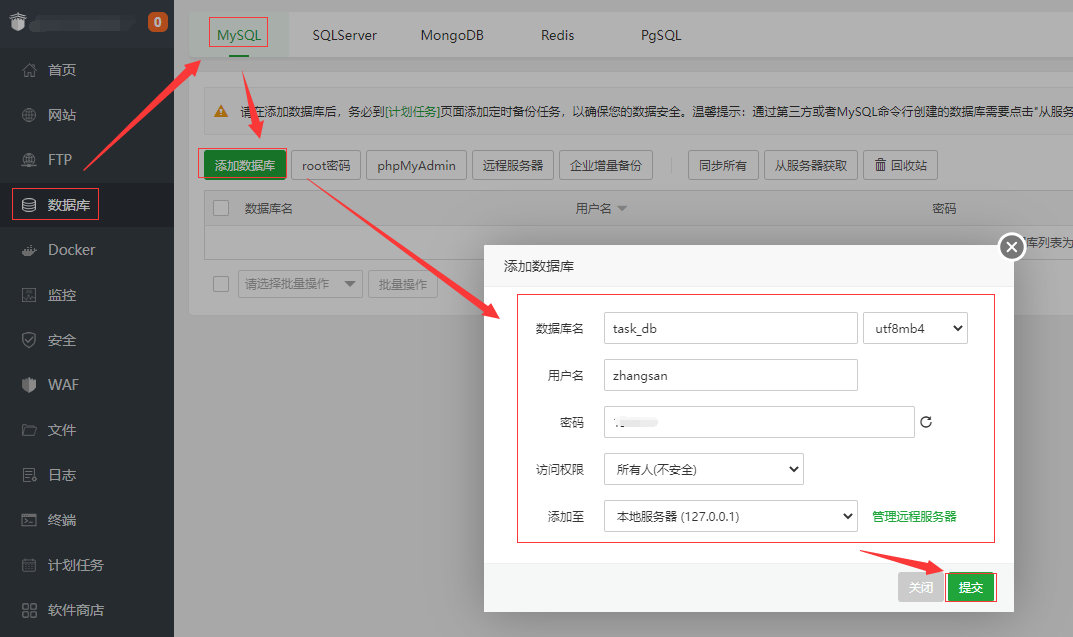 0
首页
网站
FTP
数据库
Docker
监控
安全
WAF
文件
日志
终端
计划任务
软件商店
MySQL
SQLServer
MongoDB
Redis
PgSQL
请在添加数据库后，务必到[计划任务]页面添加定时备份任务，以确保您的数据安全。温馨提示：通过第三方或者MySQL命令行创建的数据库需要点击"从服务
添加数据库
root密码
phpMyAdmin
远程服务器
企业增量备份
同步所有
从服务器获取
回收站
数据库名
用户名
密码
库列表为
请选择批量操作
批量操作
添加数据库
数据库名
task_db
utf8mb4
用户名
zhangsan
密码
访问权限
所有人(不安全)
添加至
本地服务器 (127.0.0.1)
管理远程服务器
关闭
提交